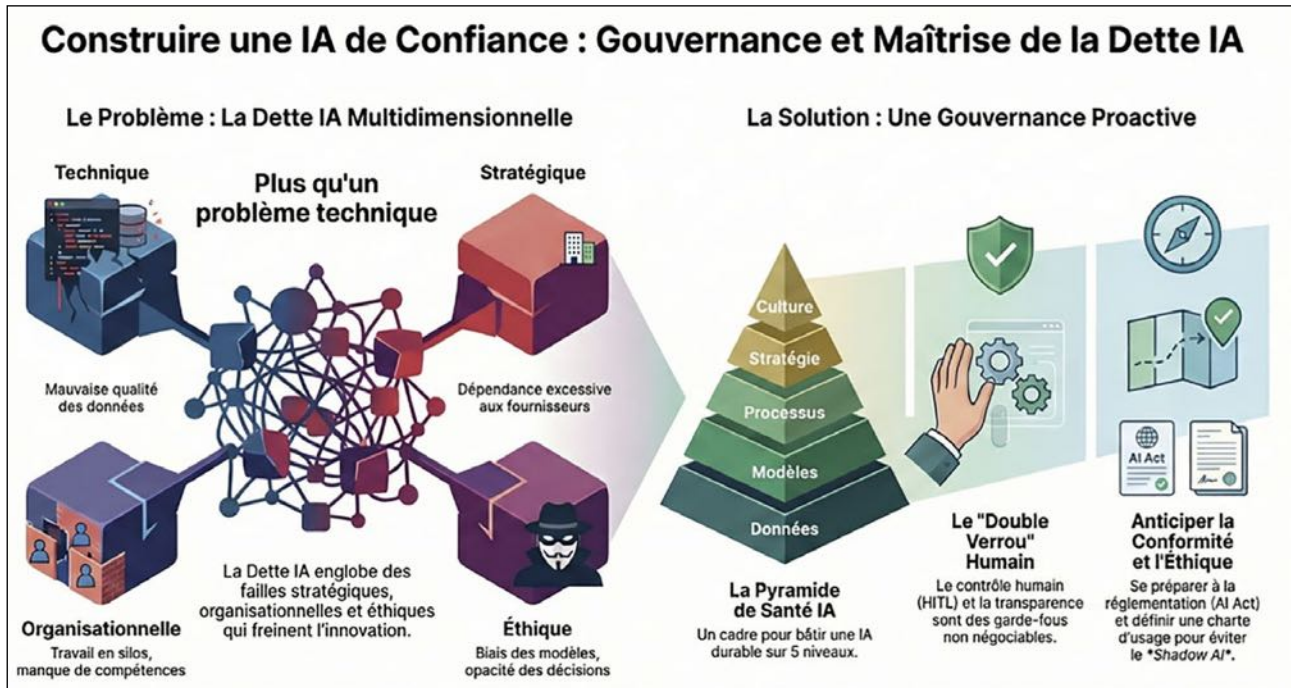 Construire une IA de Confiance : Gouvernance et Maîtrise de la Dette IA
Le Problème : La Dette IA Multidimensionnelle
Technique
Plus qu'un
problème technique
Stratégique
Mauvaise qualité
des données
Dépendance excessive
aux fournisseurs
Organisationnelle
Travail en silos,
manque de compétences
La Dette IA englobe des
failles stratégiques,
organisationnelles et éthiques
qui freinent l'innovation.
Éthique
Biais des modèles,
opacité des décisions
La Solution : Une Gouvernance Proactive
Culture
Stratégie
Processus
Modèles
Données
La Pyramide
de Santé IA
Un cadre pour bâtir une IA
durable sur 5 niveaux.
Le "Double
Verrou"
Humain
Le contrôle humain
(HITL) et la transparence
sont des garde-fous
non négociables.
AI Act
Anticiper la
Conformité
et l'Éthique
Se préparer à la
réglementation (AI Act)
et définir une charte
d'usage pour éviter
le *Shadow AI*.